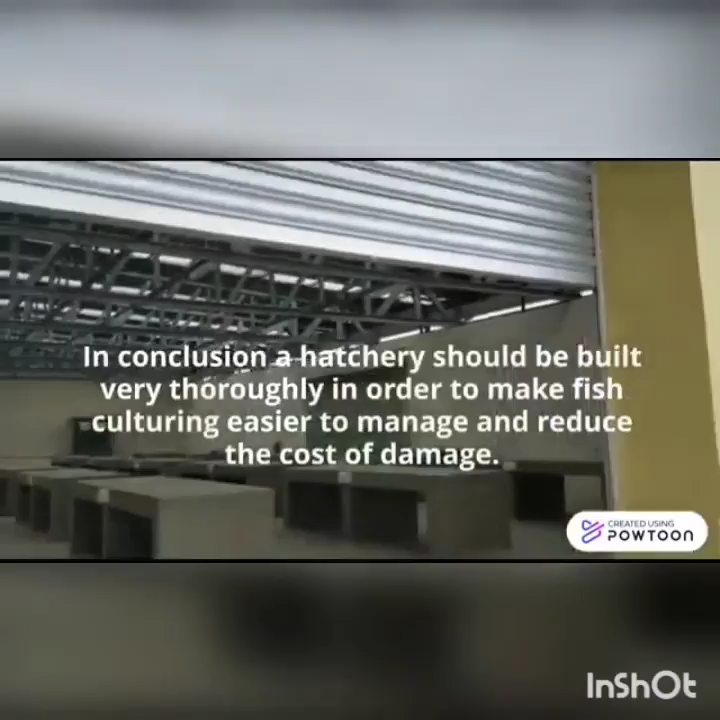 In conclusion a hatchery should be built
very thoroughly in order to make fish
culturing easier to manage and reduce
the cost of damage.
CREATED USING
POWTOON
InShOt